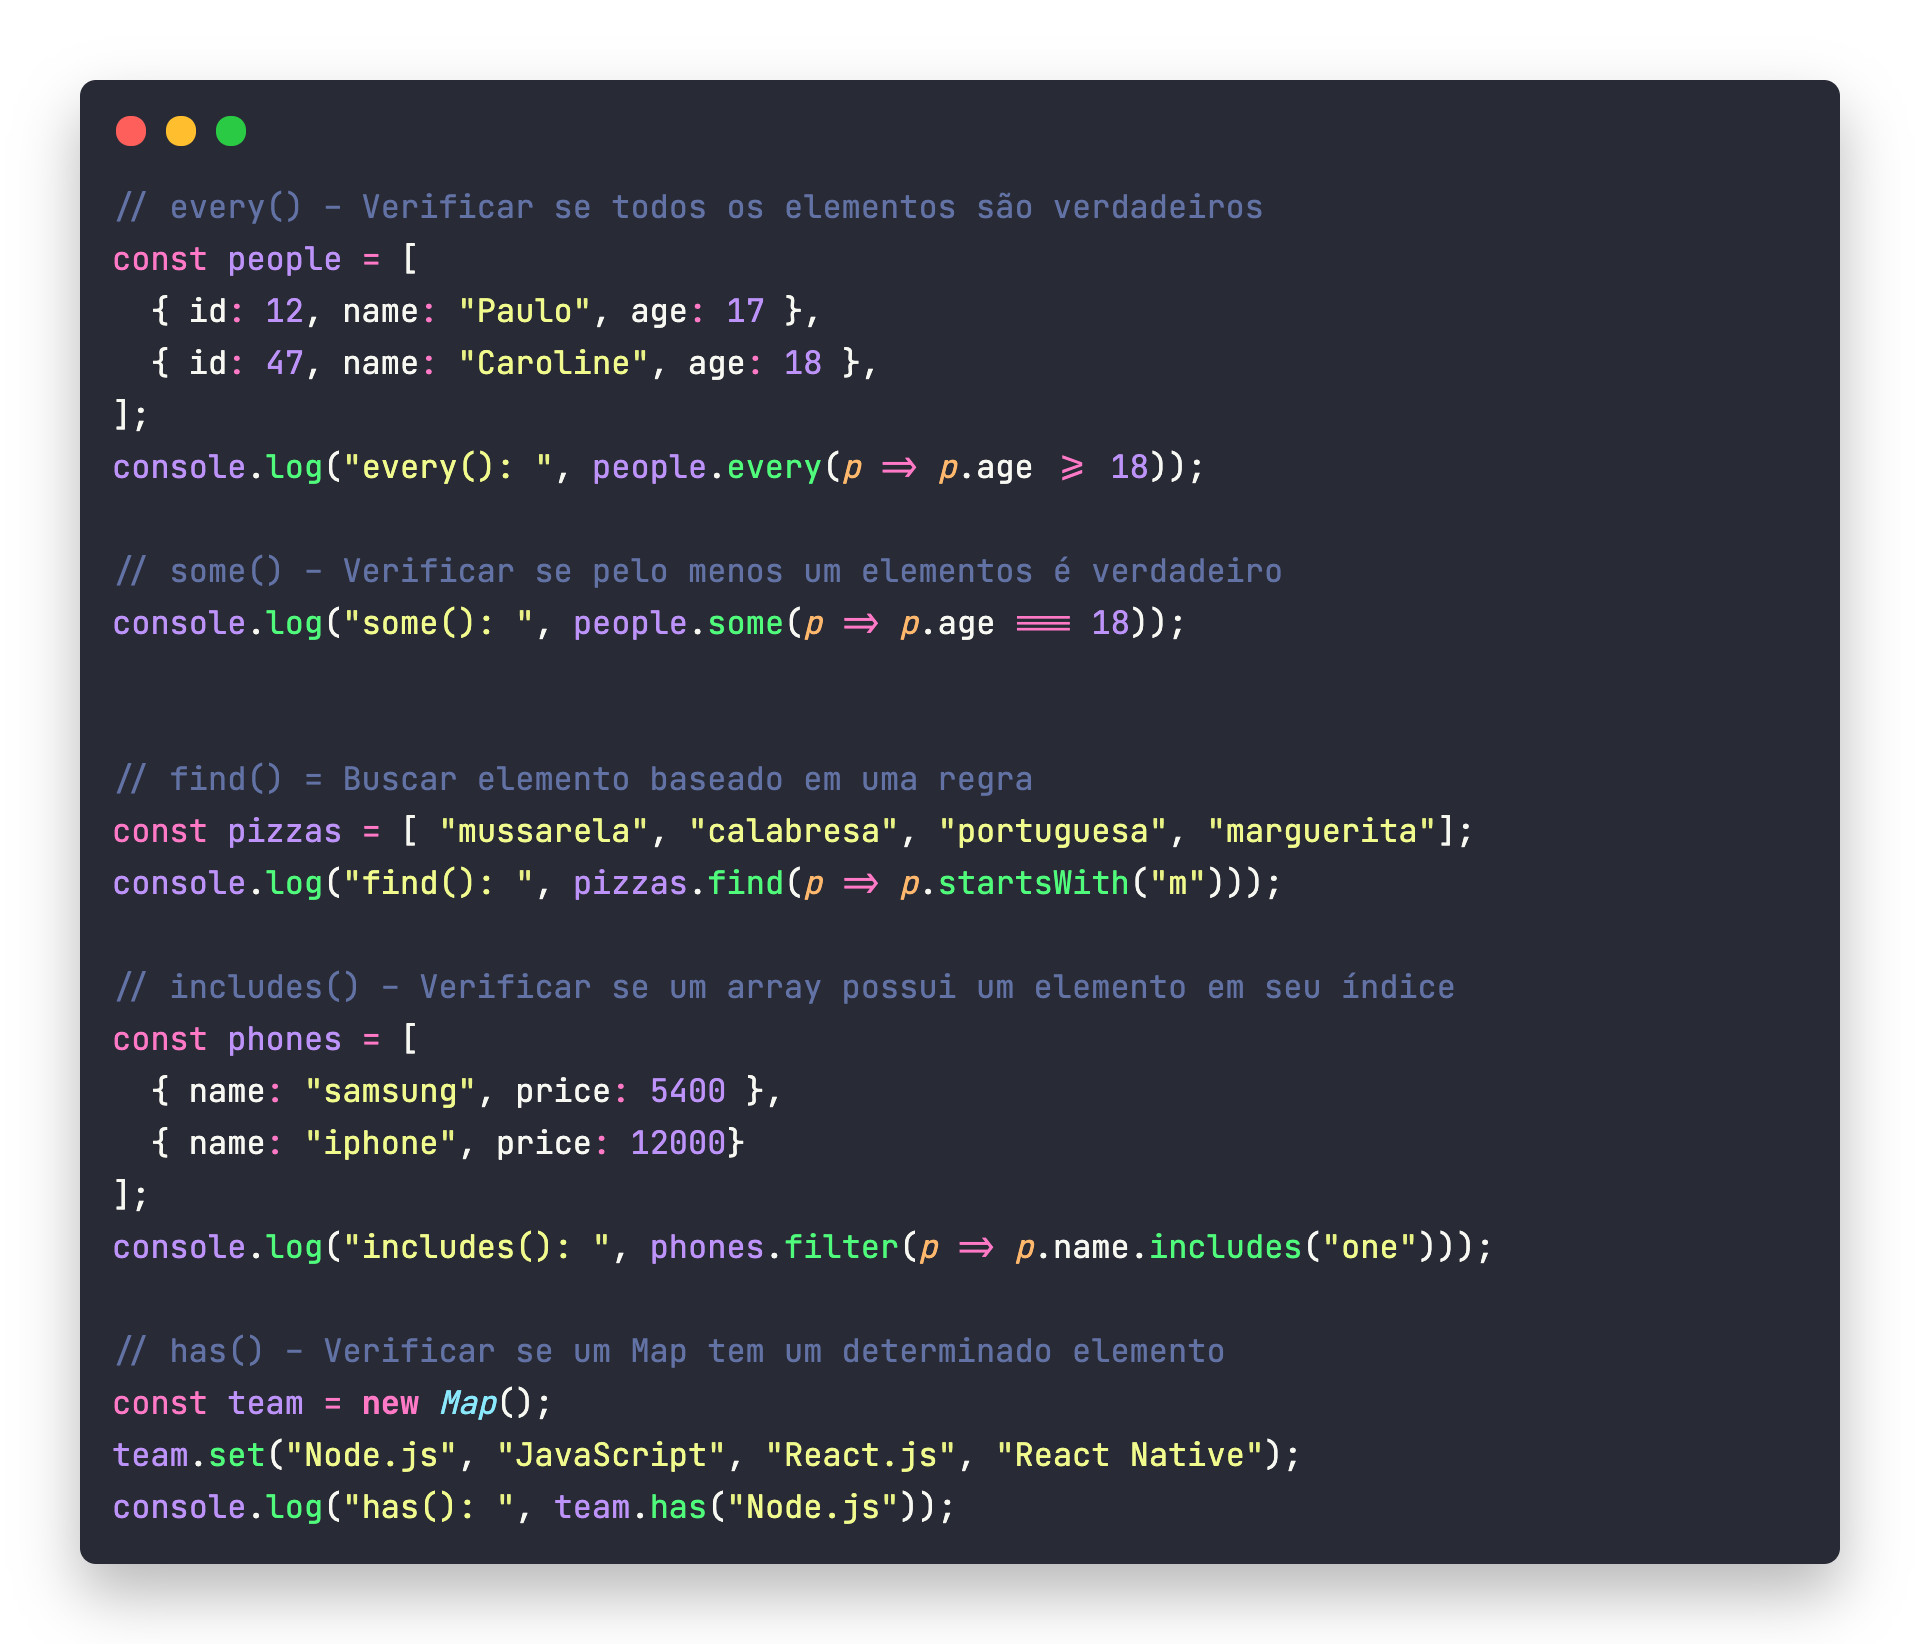 // every() - Verificar se todos os elementos são verdadeiros
const people = [
  { id: 12, name: "Paulo", age: 17 },
  { id: 47, name: "Caroline", age: 18 },
];
console.log("every(): ", people.every(p => p.age >= 18));
// some() - Verificar se pelo menos um elementos é verdadeiro
console.log("some(): ", people.some(p => p.age === 18));
// find() = Buscar elemento baseado em uma regra
const pizzas = [ "mussarela", "calabresa", "portuguesa", "marguerita"];
console.log("find(): ", pizzas.find(p => p.startsWith("m")));
// includes() - Verificar se um array possui um elemento em seu índice
const phones = [
  { name: "samsung", price: 5400 },
  { name: "iphone", price: 12000}
];
console.log("includes(): ", phones.filter(p => p.name.includes("one")));
// has() - Verificar se um Map tem um determinado elemento
const team = new Map();
team.set("Node.js", "JavaScript", "React.js", "React Native");
console.log("has(): ", team.has("Node.js"));